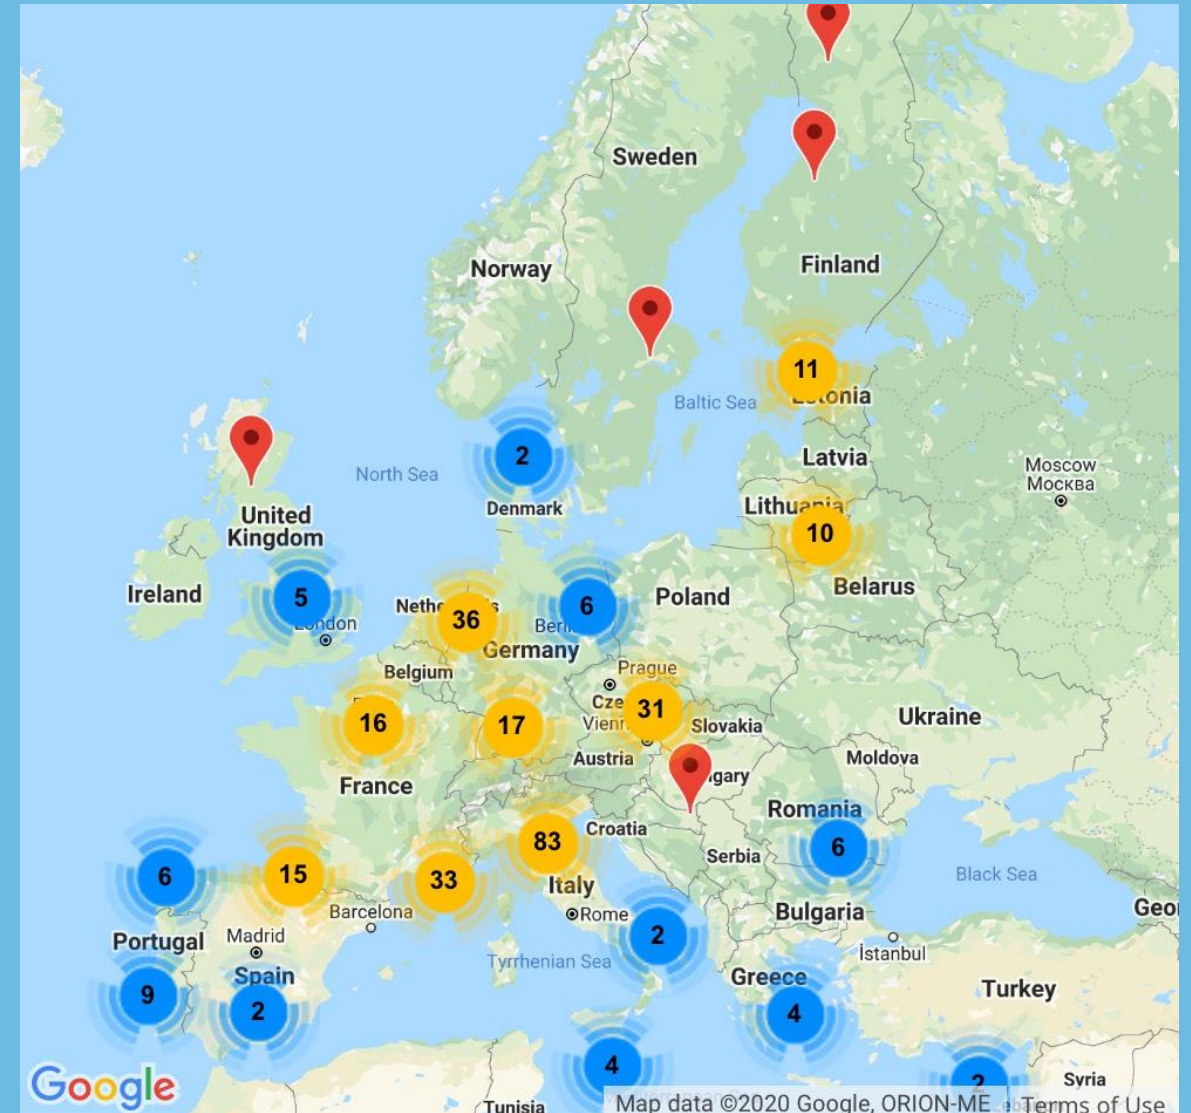 Sweden
Norway
Finland
11
Baltic Sea
2
Latvia
Moscow
Москва
North Sea
Denmark
United
Kingdom
10
Ireland
Belarus
5
6
Poland
London
36
Germany
Belgium
Prague
16
17
31
Ukraine
Slovakia
Austria
Moldova
France
Romania
Croatia
83
6
Serbia
6
15
33
Italy
Black Sea
Barcelona
Rome
Bulgaria
Portugal
Madrid
2
İstanbul
Tyrrhenian Sea
Spain
Greece
9
Turkey
2
4
4
2
Syria
Google
Tunisia
Map data ©2020 Google, ORION-ME
Terms of Use